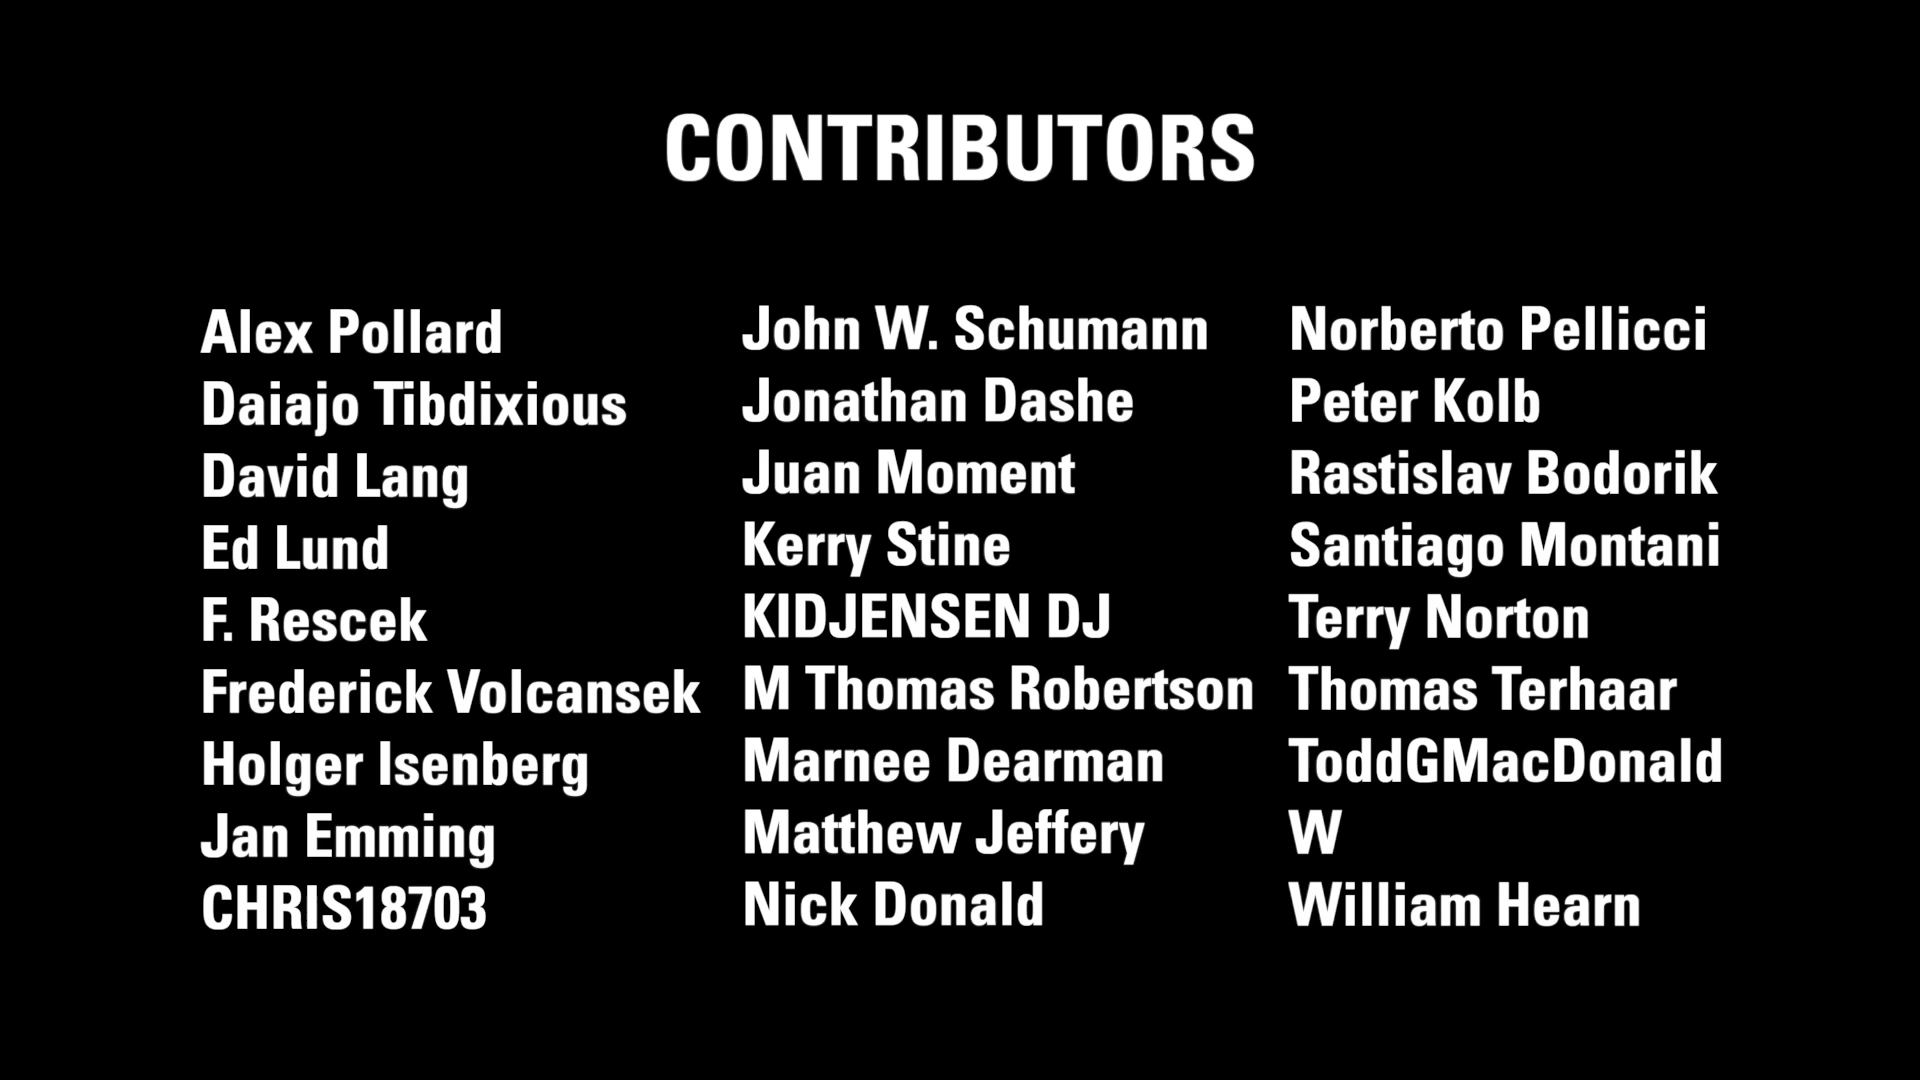 CONTRIBUTORS
Alex Pollard
Daiajo Tibdixious
David Lang
Ed Lund
F. Rescek
Frederick Volcansek
Holger Isenberg
Jan Emming
CHRIS18703
John W. Schumann
Jonathan Dashe
Juan Moment
Kerry Stine
KIDJENSEN DJ
M Thomas Robertson
Marnee Dearman
Matthew Jeffery
Nick Donald
Norberto Pellicci
Peter Kolb
Rastislav Bodorik
Santiago Montani
Terry Norton
Thomas Terhaar
ToddGMacDonald
W
William Hearn